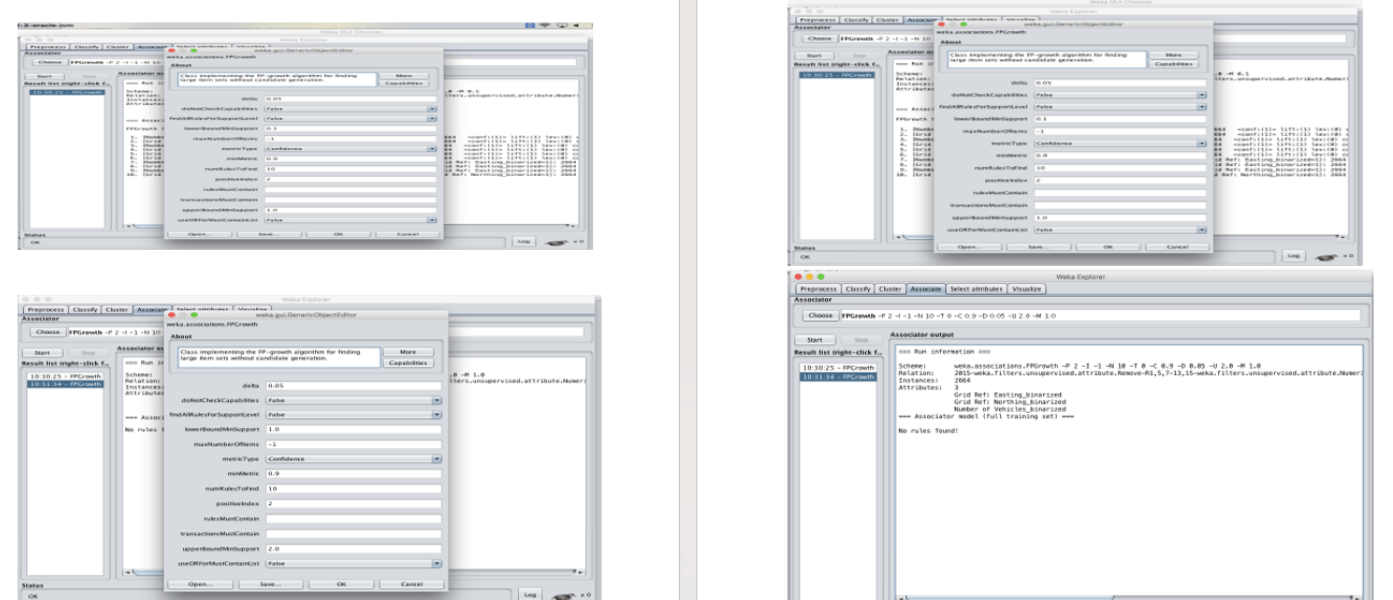 Weka GUI Chooser
Weka Explorer
Preprocess Classify Cluster Associate Select attributes Visualize
weka.gui.GenericObjectEditor
Associator
weka.associations.FPGrowth
Choose FPGrowth -P 2 -I -1 -N 10
About
Start Stop
Class implementing the FP-growth algorithm for finding
large item sets without candidate generation.
More
Capabilities
Result list (right-click f...
10:30:25 - FPGrowth
delta 0.05
doNotCheckCapabilities False
findAllRulesForSupportLevel False
lowerBoundMinSupport 0.1
maxNumberOfItems -1
metricType Confidence
minMetric 0.9
numRulesToFind 10
positiveIndex 2
rulesMustContain
transactionsMustContain
upperBoundMinSupport 1.0
useORForMustContainList False
Open... Save... OK Cancel
Status
OK
Log x 0
Weka GUI Chooser
Weka Explorer
Preprocess Classify Cluster Associate Select attributes Visualize
weka.gui.GenericObjectEditor
Associator
weka.associations.FPGrowth
Choose FPGrowth -P 2
About
Start
Class implementing the FP-growth algorithm for finding
large item sets without candidate generation.
More
Capabilities
Result list (right-click f...
10:30:25 - FPGrowth
delta 0.05
doNotCheckCapabilities False
findAllRulesForSupportLevel False
lowerBoundMinSupport 0.1
maxNumberOfItems -1
metricType Confidence
minMetric 0.9
numRulesToFind 10
positiveIndex 2
rulesMustContain
transactionsMustContain
upperBoundMinSupport 1.0
useORForMustContainList False
Open... Save... OK Cancel
Status
OK
Log x 0
Weka Explorer
Preprocess Classify Cluster Associate Select attributes Visualize
weka.gui.GenericObjectEditor
Associator
weka.associations.FPGrowth
Choose FPGrowth -P 2 -I -1 -N 10
About
Start Stop
Class implementing the FP-growth algorithm for finding
large item sets without candidate generation.
More
Capabilities
Result list (right-click f...
10:30:25 - FPGrowth
10:31:34 - FPGrowth
delta 0.05
doNotCheckCapabilities False
findAllRulesForSupportLevel False
lowerBoundMinSupport 1.0
maxNumberOfItems -1
metricType Confidence
minMetric 0.9
numRulesToFind 10
positiveIndex 2
rulesMustContain
transactionsMustContain
upperBoundMinSupport 2.0
useORForMustContainList False
Open... Save... OK Cancel
Status
OK
Log x 0
Weka Explorer
Preprocess Classify Cluster Associate Select attributes Visualize
Associator
Choose FPGrowth -P 2 -I -1 -N 10 -T 0 -C 0.9 -D 0.05 -U 2.0 -M 1.0
Start Stop
Associator output
Result list (right-click f...
10:30:25 - FPGrowth
10:31:34 - FPGrowth
=== Run information ===
Scheme: weka.associations.FPGrowth -P 2 -I -1 -N 10 -T 0 -C 0.9 -D 0.05 -U 2.0 -M 1.0
Relation: 2015-weka.filters.unsupervised.attribute.Remove-R1,5,7-13,15-weka.filters.unsupervised.attribute.Numer
Instances: 2664
Attributes: 3
Grid Ref: Easting_binarized
Grid Ref: Northing_binarized
Number of Vehicles_binarized
=== Associator model (full training set) ===
No rules found!